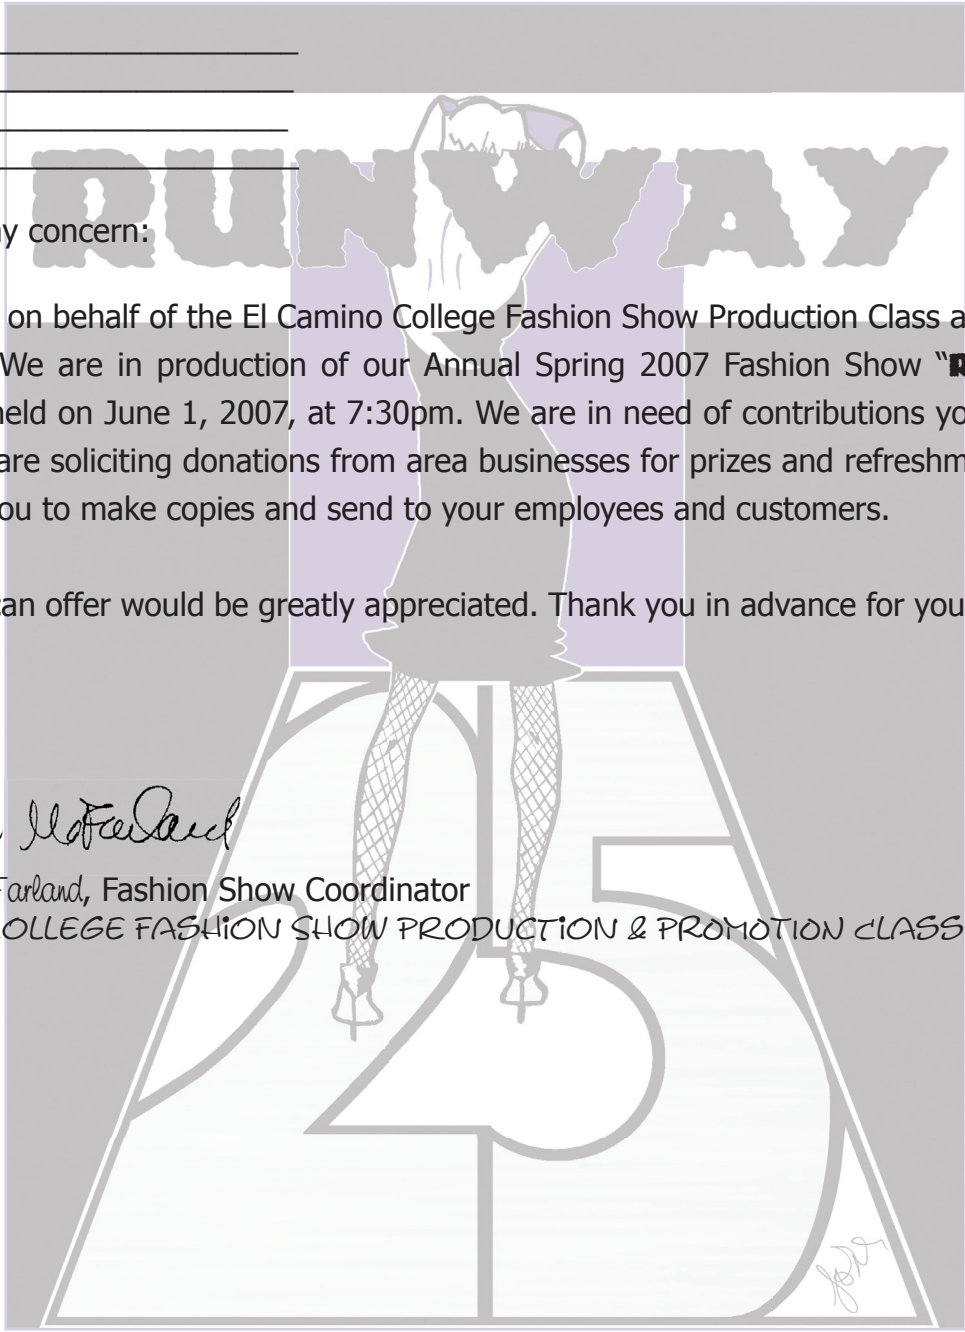 RUNWAY
y concern:
on behalf of the El Camino College Fashion Show Production Class a
We are in production of our Annual Spring 2007 Fashion Show “R
held on June 1, 2007, at 7:30pm. We are in need of contributions yo
are soliciting donations from area businesses for prizes and refreshm
ou to make copies and send to your employees and customers.
can offer would be greatly appreciated. Thank you in advance for you
McFarland
Farland, Fashion Show Coordinator
OLLEGE FASHION SHOW PRODUCTION & PROMOTION CLASS
25